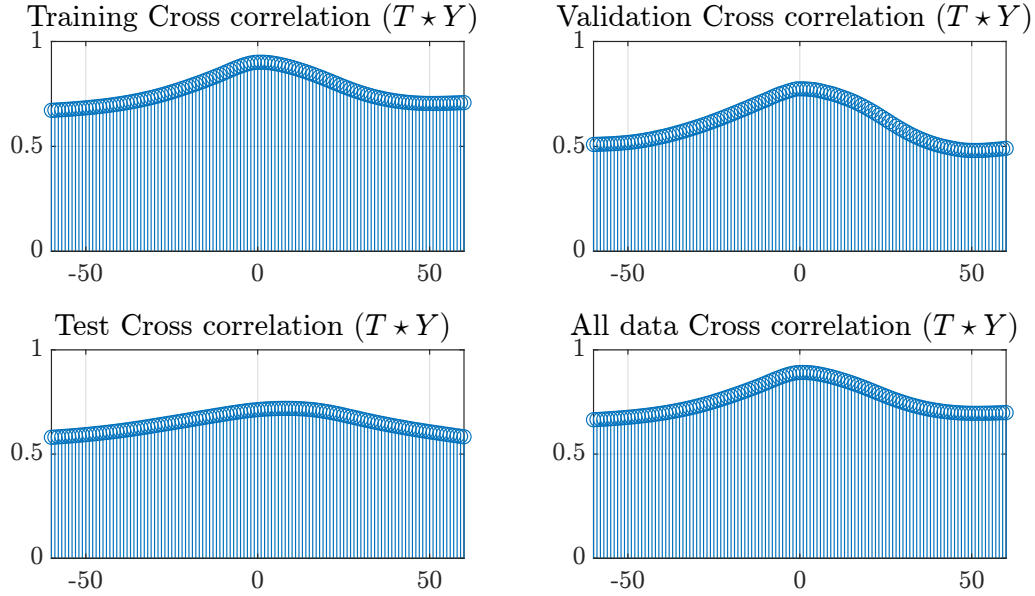 Training Cross correlation (T ⋆ Y)
1
0.5
0
-50 0 50
Validation Cross correlation (T ⋆ Y)
1
0.5
0
-50 0 50
Test Cross correlation (T ⋆ Y)
1
0.5
0
-50 0 50
All data Cross correlation (T ⋆ Y)
1
0.5
0
-50 0 50